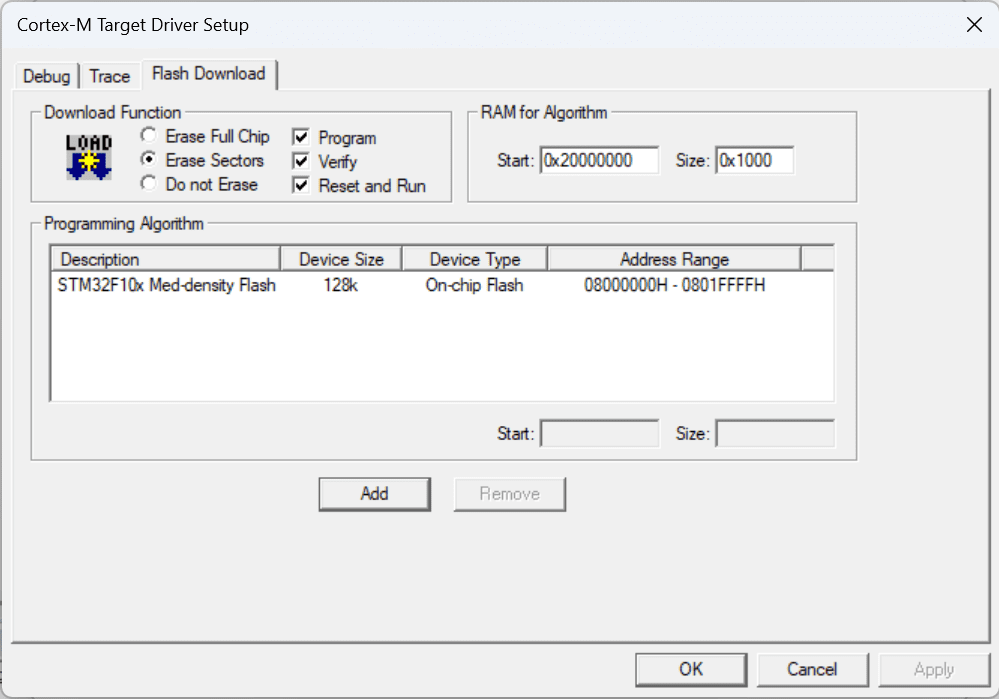 Cortex-M Target Driver Setup
Debug Trace Flash Download
Download Function
LOAD
Erase Full Chip
Erase Sectors
Do not Erase
Program
Verify
Reset and Run
RAM for Algorithm
Start: 0x20000000 Size: 0x1000
Programming Algorithm
Description Device Size Device Type Address Range
STM32F10x Med-density Flash 128k On-chip Flash 08000000H - 0801FFFFH
Start: Size:
Add Remove
OK Cancel Apply